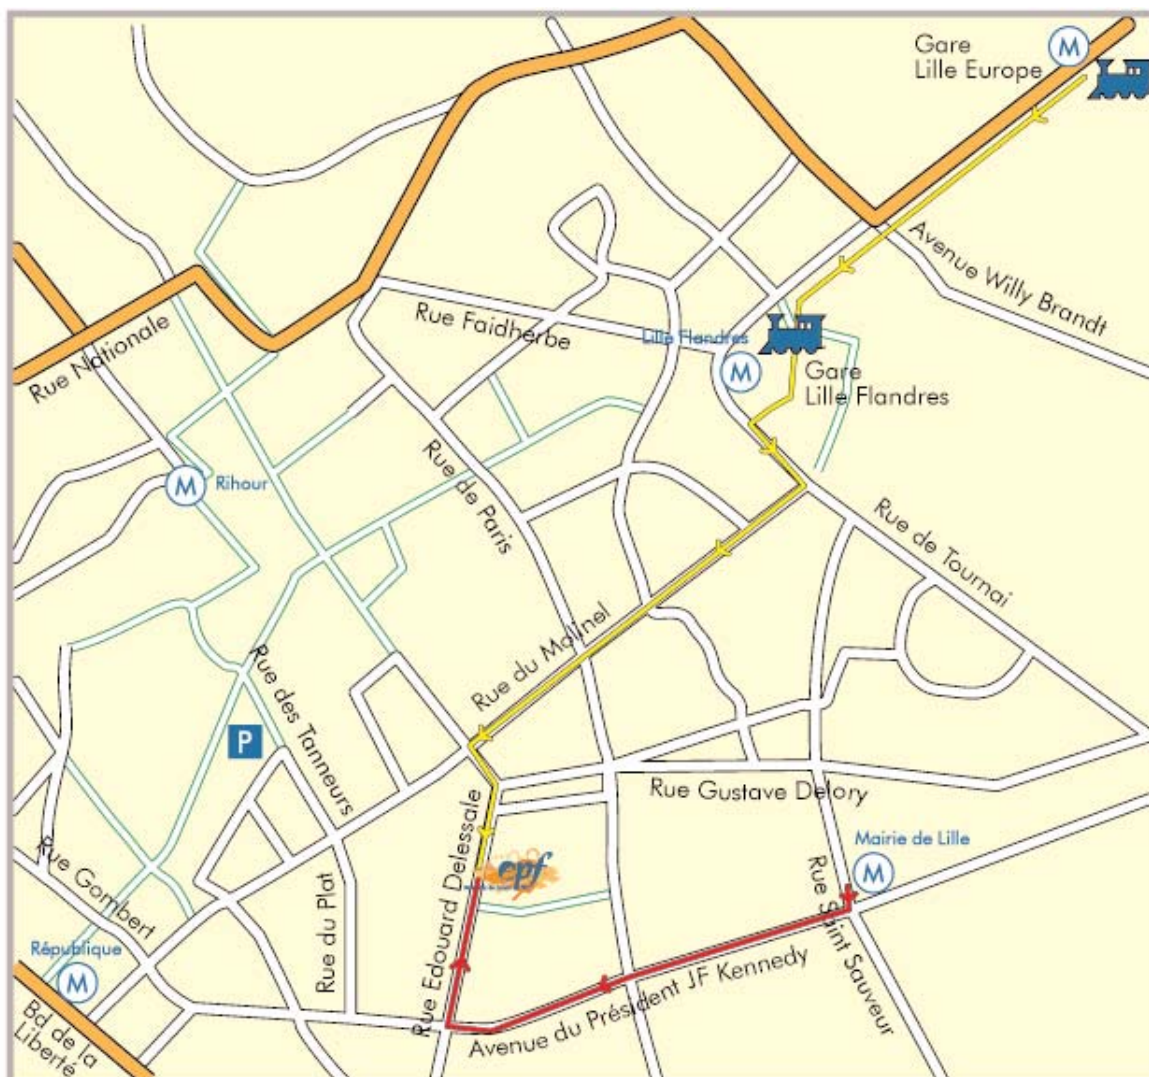 Gare
Lille Europe
M
Avenue Willy Brandt
Rue Nationale
Rue Faidherbe
Lille Flandres
M
Gare
Lille Flandres
Rue de Paris
M
Rihour
Rue de Tournai
Rue du Molinel
Rue des Tanneurs
P
Rue Gustave Delory
Mairie de Lille
M
epf
Rue Gombert
Rue du Plat
Rue Edouard Delessale
Rue Saint Sauveur
République
M
Avenue du Président JF Kennedy
Bd de la
Liberté